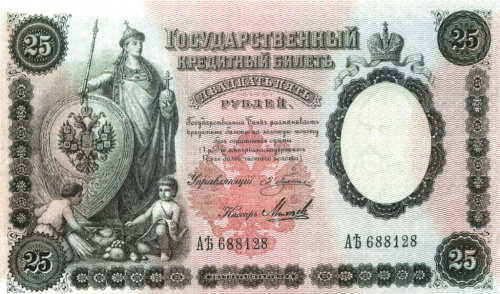 25
25
Государственный
кредитный билетъ
двадцать пять
рублей.
Государственный Банкъ размѣниваетъ
кредитные билеты на золотую монету
безъ ограниченія суммы
Управляющій
Кассиръ
АЪ 688128
АЪ 688128
25
25